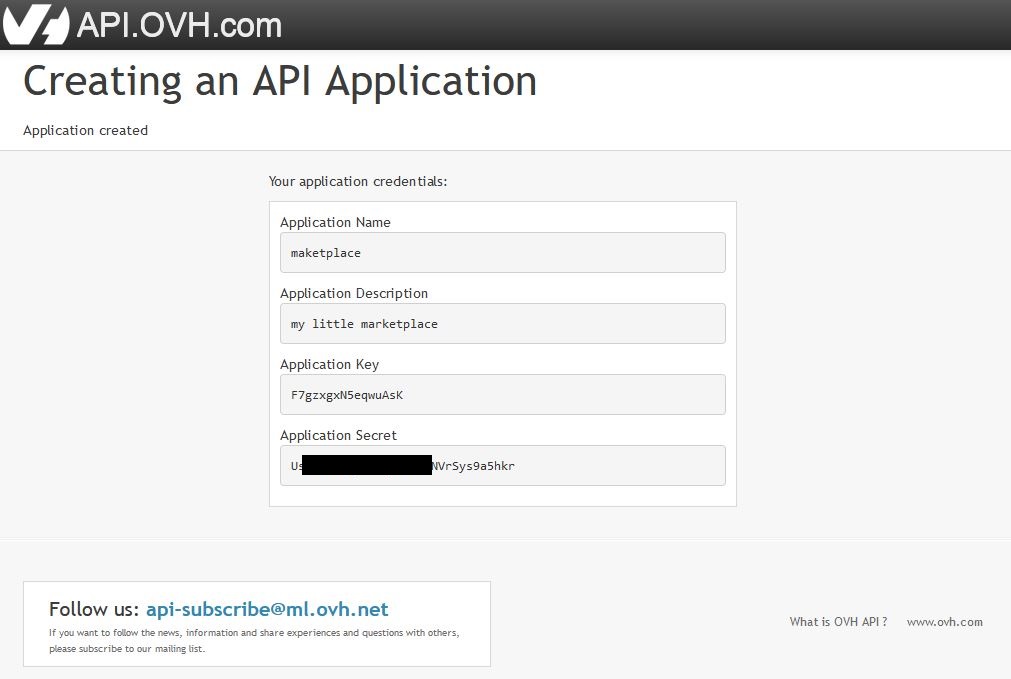 API.OVH.com
Creating an API Application
Application created
Your application credentials:
Application Name
maketplace
Application Description
my little marketplace
Application Key
F7gzxgxN5eqwuAsK
Application Secret
Us NVrSys9a5hkr
Follow us: api-subscribe@ml.ovh.net
If you want to follow the news, information and share experiences and questions with others,
please subscribe to our mailing list.
What is OVH API ? www.ovh.com